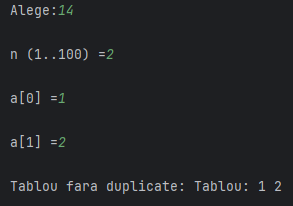 Alege:14
n (1..100) =2
a[0] =1
a[1] =2
Tablou fara duplicate: Tablou: 1 2